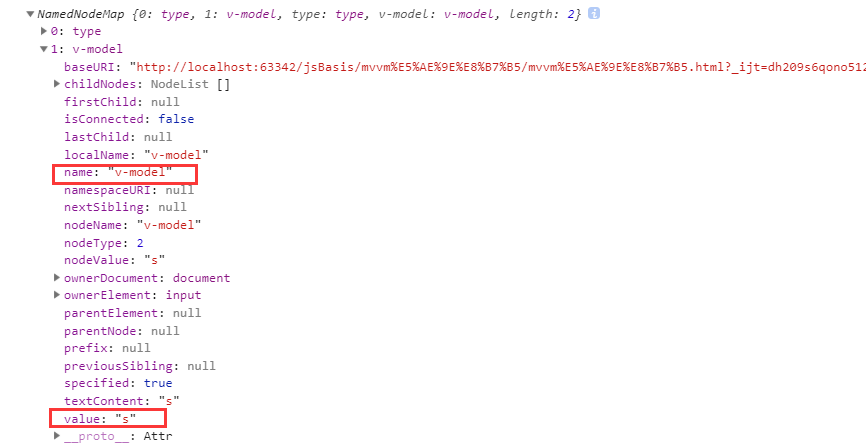 NamedNodeMap {0: type, 1: v-model, type: type, v-model: v-model, length: 2} i
0: type
1: v-model
baseURI: "http://localhost:63342/jsBasis/mvvm%E5%AE%9E%E8%B7%B5/mvvm%E5%AE%9E%E8%B7%B5.html?_ijt=dh209s6qono512
childNodes: NodeList []
firstChild: null
isConnected: false
lastChild: null
localName: "v-model"
name: "v-model"
namespaceURI: null
nextSibling: null
nodeName: "v-model"
nodeType: 2
nodeValue: "s"
ownerDocument: document
ownerElement: input
parentElement: null
parentNode: null
prefix: null
previousSibling: null
specified: true
textContent: "s"
value: "s"
__proto__: Attr